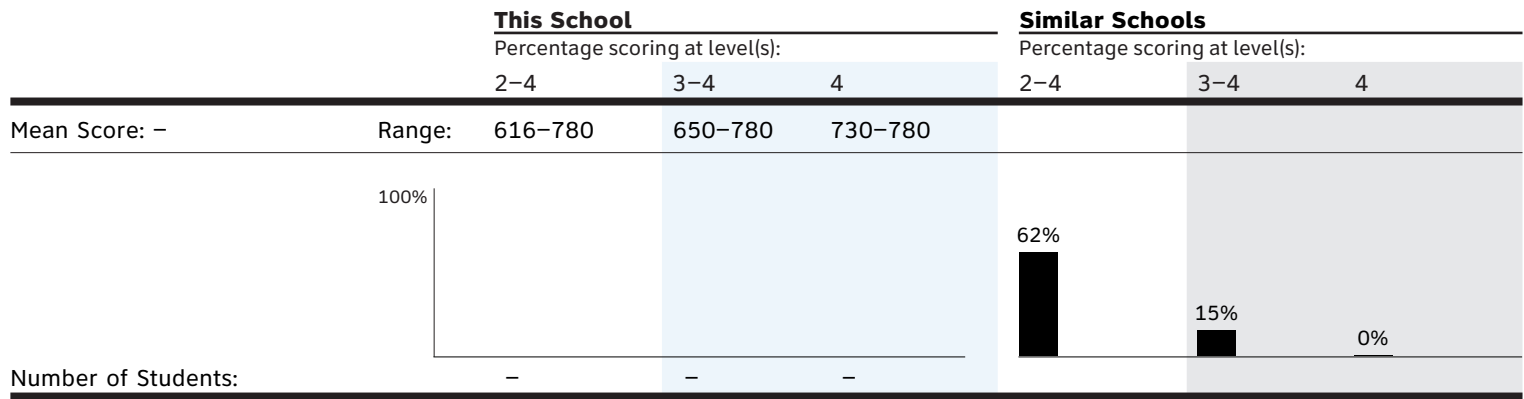 This School Similar Schools
Percentage scoring at level(s): Percentage scoring at level(s):
2–4 3–4 4 2–4 3–4 4
Mean Score: – Range: 616–780 650–780 730–780
100%
62%
15%
0%
Number of Students: – – –